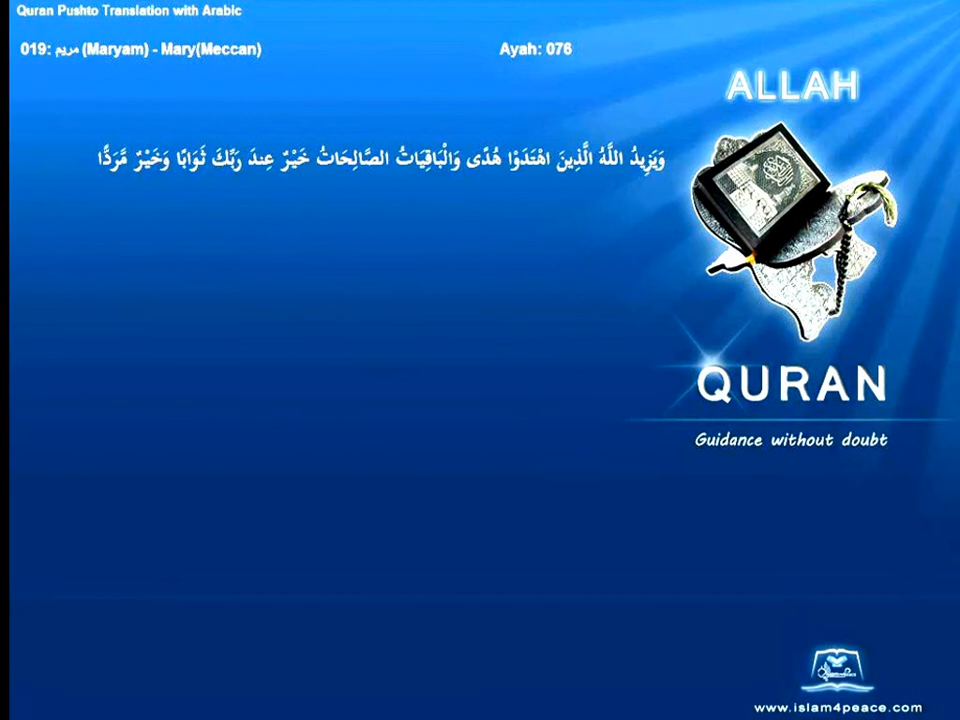 Quran Pushto Translation with Arabic
019: مريم (Maryam) - Mary(Meccan)
Ayah: 076
ALLAH
وَيَزِيدُ اللَّهُ الَّذِينَ اهْتَدَوْا هُدًى وَالْبَاقِيَاتُ الصَّالِحَاتُ خَيْرٌ عِندَ رَبِّكَ ثَوَابًا وَخَيْرٌ مَّرَدًّا
QURAN
Guidance without doubt
www.islam4peace.com